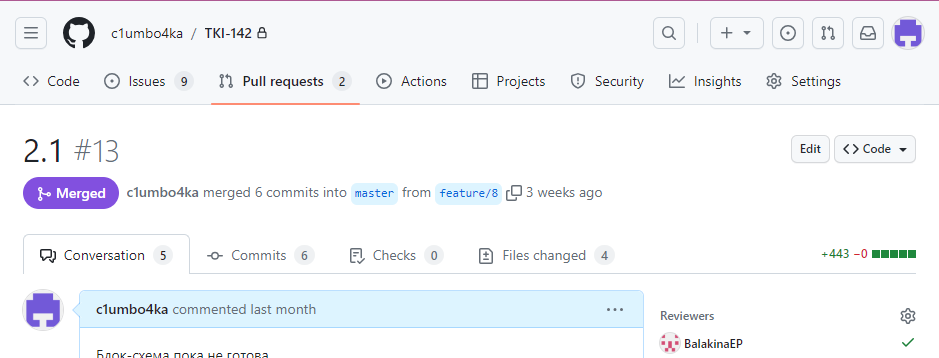 c1umbo4ka / TKI-142
Code Issues 9 Pull requests 2 Actions Projects Security Insights Settings
2.1 #13
Edit Code
Merged c1umbo4ka merged 6 commits into master from feature/8 3 weeks ago
Conversation 5 Commits 6 Checks 0 Files changed 4 +443 −0
c1umbo4ka commented last month
Reviewers
BalakinaEP
Блок-схема пока не готова